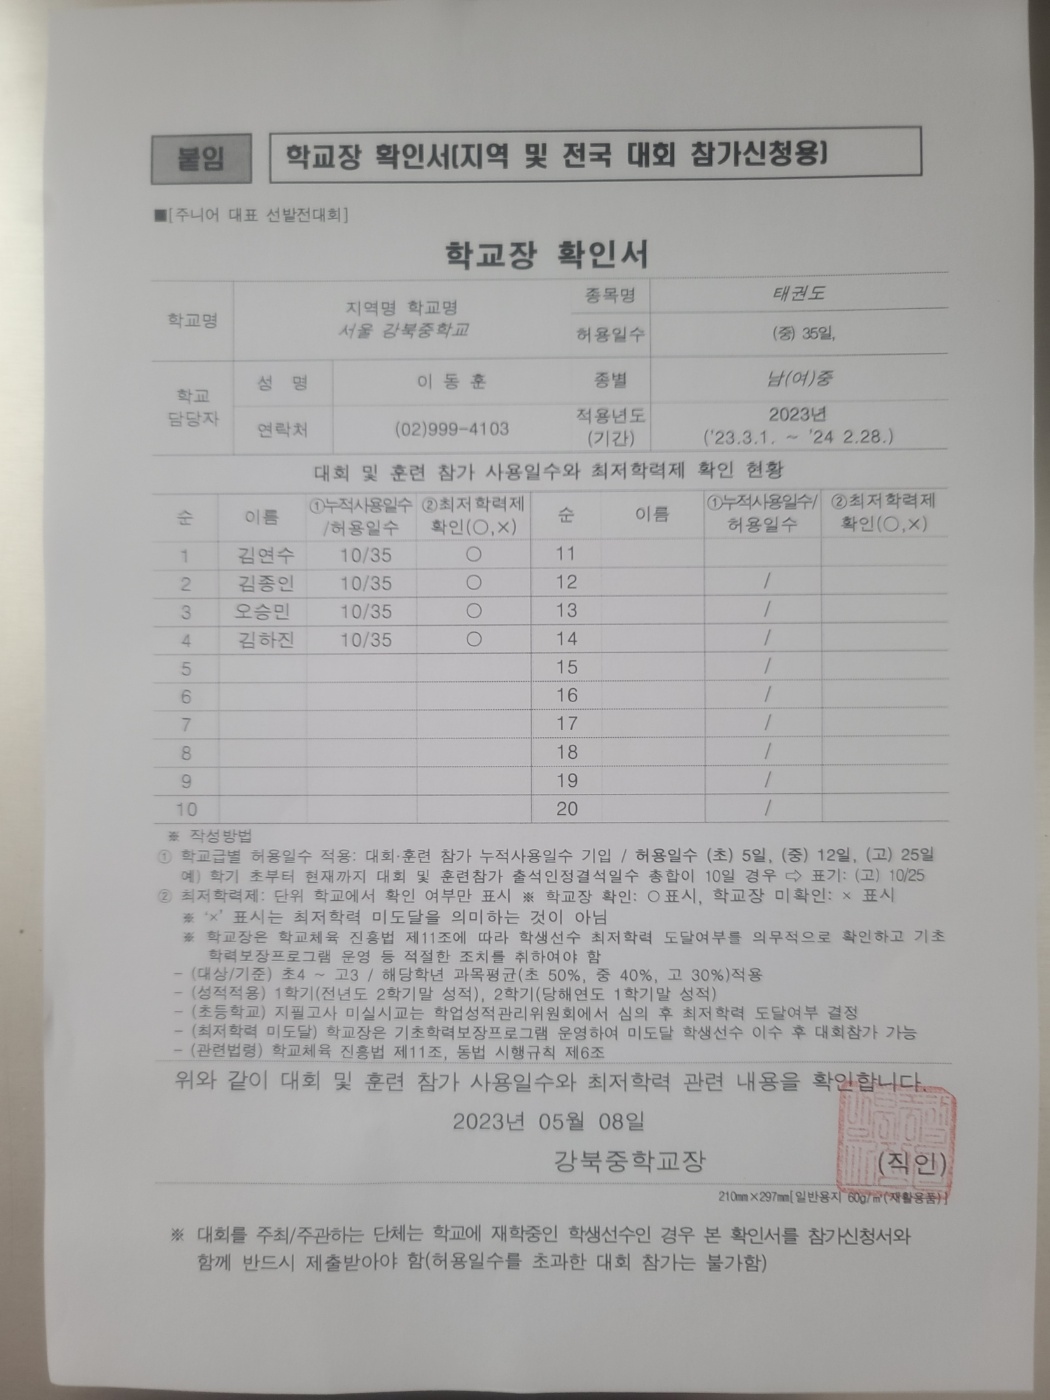 붙임
학교장 확인서(지역 및 전국 대회 참가신청용)
■[주니어 대표 선발전대회]
학교장 확인서
학교명 지역명 학교명 서울 강북중학교 종목명 태권도
허용일수 (중) 35일,
학교 담당자 성 명 이 동 훈 종별 남(여)중
연락처 (02)999-4103 적용년도 (기간) 2023년 ('23.3.1. ~ '24 2.28.)
대회 및 훈련 참가 사용일수와 최저학력제 확인 현황
순 이름 ①누적사용일수 /허용일수 ②최저학력제 확인(○,×) 순 이름 ①누적사용일수/ 허용일수 ②최저학력제 확인(○,×)
1 김연수 10/35 ○ 11
2 김종인 10/35 ○ 12 /
3 오승민 10/35 ○ 13 /
4 김하진 10/35 ○ 14 /
5 15 /
6 16 /
7 17 /
8 18 /
9 19 /
10 20 /
※ 작성방법
① 학교급별 허용일수 적용: 대회·훈련 참가 누적사용일수 기입 / 허용일수 (초) 5일, (중) 12일, (고) 25일
예) 학기 초부터 현재까지 대회 및 훈련참가 출석인정결석일수 총합이 10일 경우 ⇨ 표기: (고) 10/25
② 최저학력제: 단위 학교에서 확인 여부만 표시 ※ 학교장 확인: ○표시, 학교장 미확인: × 표시
※ '×' 표시는 최저학력 미도달을 의미하는 것이 아님
※ 학교장은 학교체육 진흥법 제11조에 따라 학생선수 최저학력 도달여부를 의무적으로 확인하고 기초
학력보장프로그램 운영 등 적절한 조치를 취하여야 함
- (대상/기준) 초4 ~ 고3 / 해당학년 과목평균(초 50%, 중 40%, 고 30%)적용
- (성적적용) 1학기(전년도 2학기말 성적), 2학기(당해연도 1학기말 성적)
- (초등학교) 지필고사 미실시교는 학업성적관리위원회에서 심의 후 최저학력 도달여부 결정
- (최저학력 미도달) 학교장은 기초학력보장프로그램 운영하여 미도달 학생선수 이수 후 대회참가 가능
- (관련법령) 학교체육 진흥법 제11조, 동법 시행규칙 제6조
위와 같이 대회 및 훈련 참가 사용일수와 최저학력 관련 내용을 확인합니다.
2023년 05월 08일
강북중학교장 (직인)
210㎜×297㎜[일반용지 60g/㎡(재활용품)]
※ 대회를 주최/주관하는 단체는 학교에 재학중인 학생선수인 경우 본 확인서를 참가신청서와
함께 반드시 제출받아야 함(허용일수를 초과한 대회 참가는 불가함)